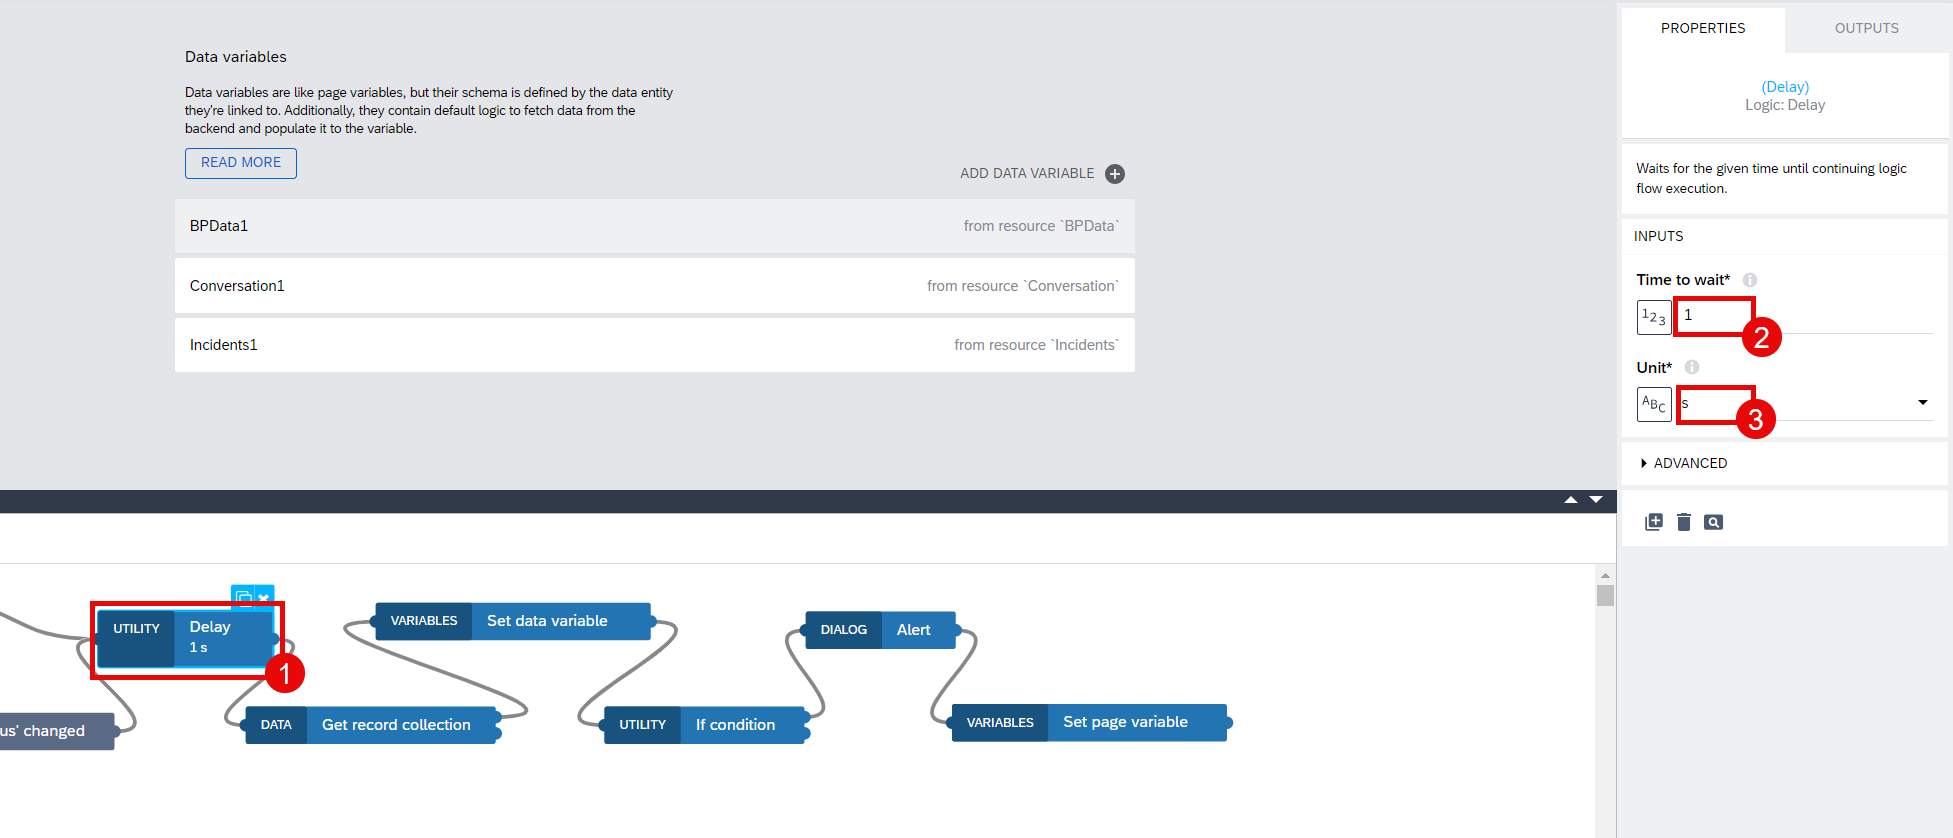 Data variables
Data variables are like page variables, but their schema is defined by the data entity
they're linked to. Additionally, they contain default logic to fetch data from the
backend and populate it to the variable.
READ MORE
ADD DATA VARIABLE
BPData1
from resource `BPData`
Conversation1
from resource `Conversation`
Incidents1
from resource `Incidents`
PROPERTIES
OUTPUTS
(Delay)
Logic: Delay
Waits for the given time until continuing logic
flow execution.
INPUTS
Time to wait*
123
1
2
Unit*
ABC
s
3
ADVANCED
UTILITY
Delay
1 s
1
VARIABLES
Set data variable
DIALOG
Alert
us' changed
DATA
Get record collection
UTILITY
If condition
VARIABLES
Set page variable